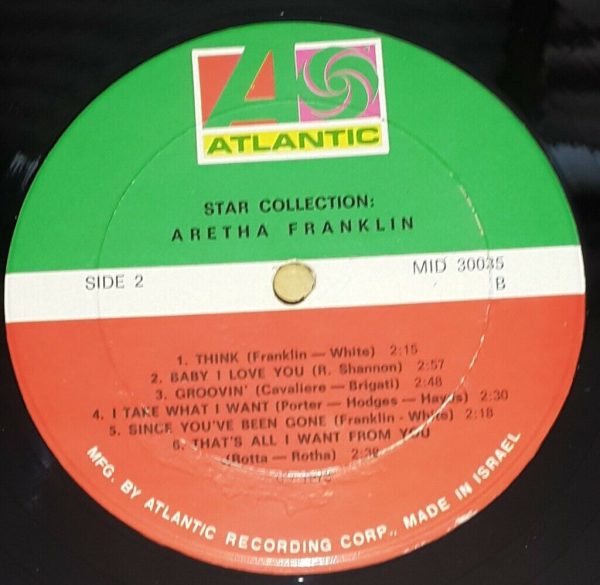 ATLANTIC
STAR COLLECTION:
ARETHA FRANKLIN
SIDE 2
MID 30035
B
1. THINK (Franklin — White) 2:15
2. BABY I LOVE YOU (R. Shannon) 2:57
3. GROOVIN' (Cavaliere — Brigati) 2:48
4. I TAKE WHAT I WANT (Porter — Hodges — Hayes) 2:30
5. SINCE YOU'VE BEEN GONE (Franklin - White) 2:18
6. THAT'S ALL I WANT FROM YOU
(Rotta — Rotha)
MFG. BY ATLANTIC RECORDING CORP., MADE IN ISRAEL